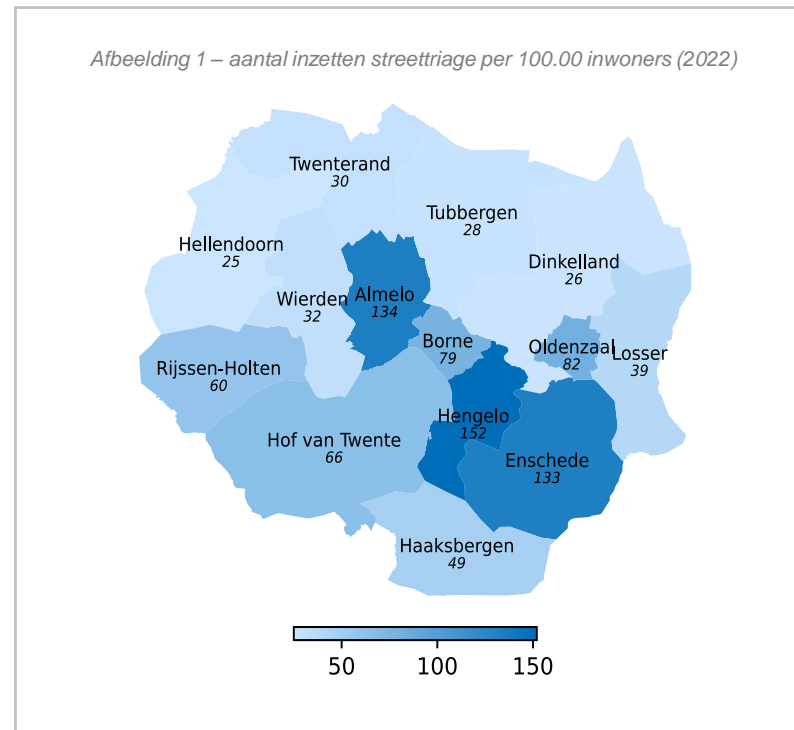 Afbeelding 1 – aantal inzetten streettriage per 100.00 inwoners (2022)
Twenterand
30
Tubbergen
28
Hellendoorn
25
Dinkelland
26
Wierden
32
Almelo
134
Borne
79
Oldenzaal
82
Losser
39
Rijssen-Holten
60
Hengelo
152
Hof van Twente
66
Enschede
133
Haaksbergen
49
50 100 150